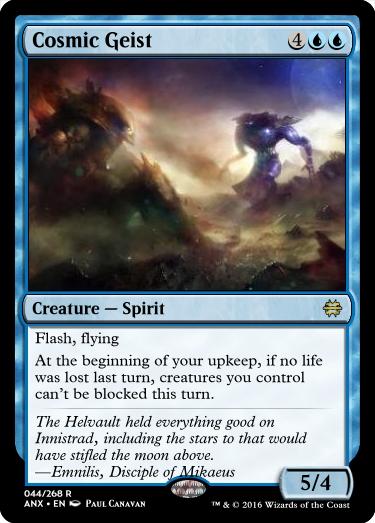 Cosmic Geist 4
Creature — Spirit
Flash, flying
At the beginning of your upkeep, if no life
was lost last turn, creatures you control
can't be blocked this turn.
The Helvault held everything good on
Innistrad, including the stars to that would
have stifled the moon above.
—Emnilis, Disciple of Mikaeus
5/4
044/268 R
ANX • EN PAUL CANAVAN
™ & © 2016 Wizards of the Coast